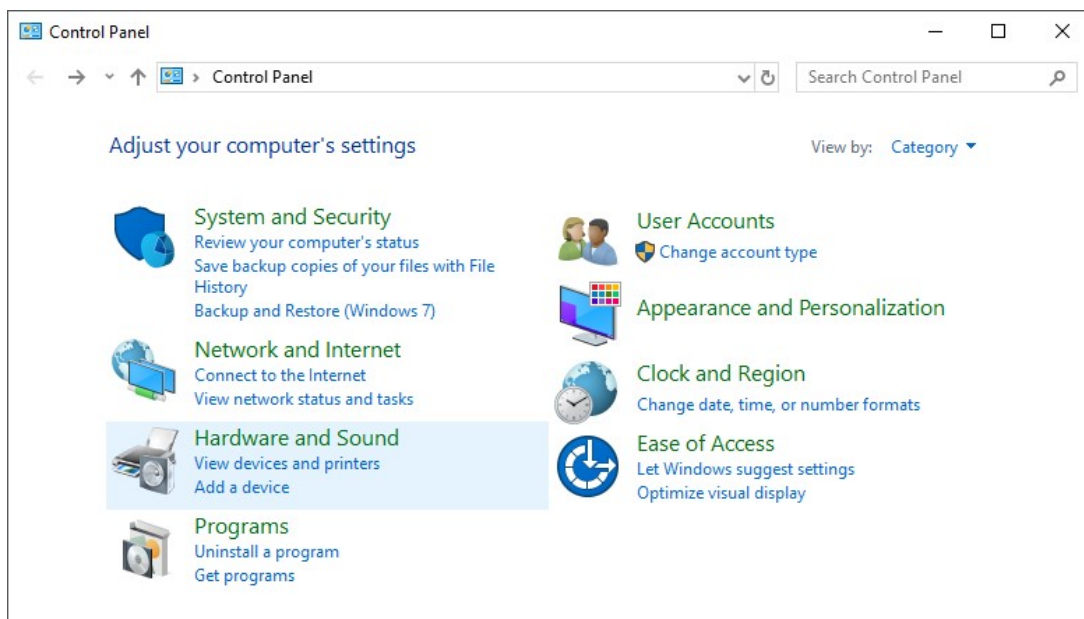 Control Panel
Control Panel
Search Control Panel
Adjust your computer's settings
View by: Category
System and Security
Review your computer's status
Save backup copies of your files with File
History
Backup and Restore (Windows 7)
Network and Internet
Connect to the Internet
View network status and tasks
Hardware and Sound
View devices and printers
Add a device
Programs
Uninstall a program
Get programs
User Accounts
Change account type
Appearance and Personalization
Clock and Region
Change date, time, or number formats
Ease of Access
Let Windows suggest settings
Optimize visual display